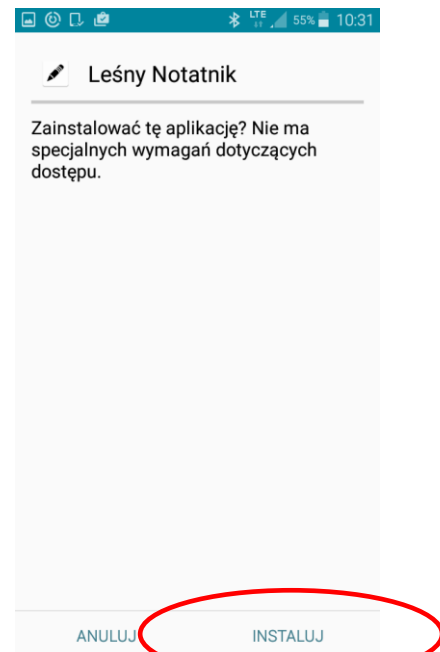 LTE 55% 10:31
Leśny Notatnik
Zainstalować tę aplikację? Nie ma
specjalnych wymagań dotyczących
dostępu.
ANULUJ INSTALUJ